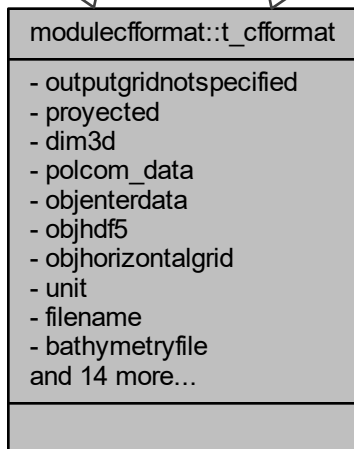 modulecfformat::t_cfformat
- outputgridnotspecified
- proyected
- dim3d
- polcom_data
- objenterdata
- objhdf5
- objhorizontalgrid
- unit
- filename
- bathymetryfile
and 14 more...